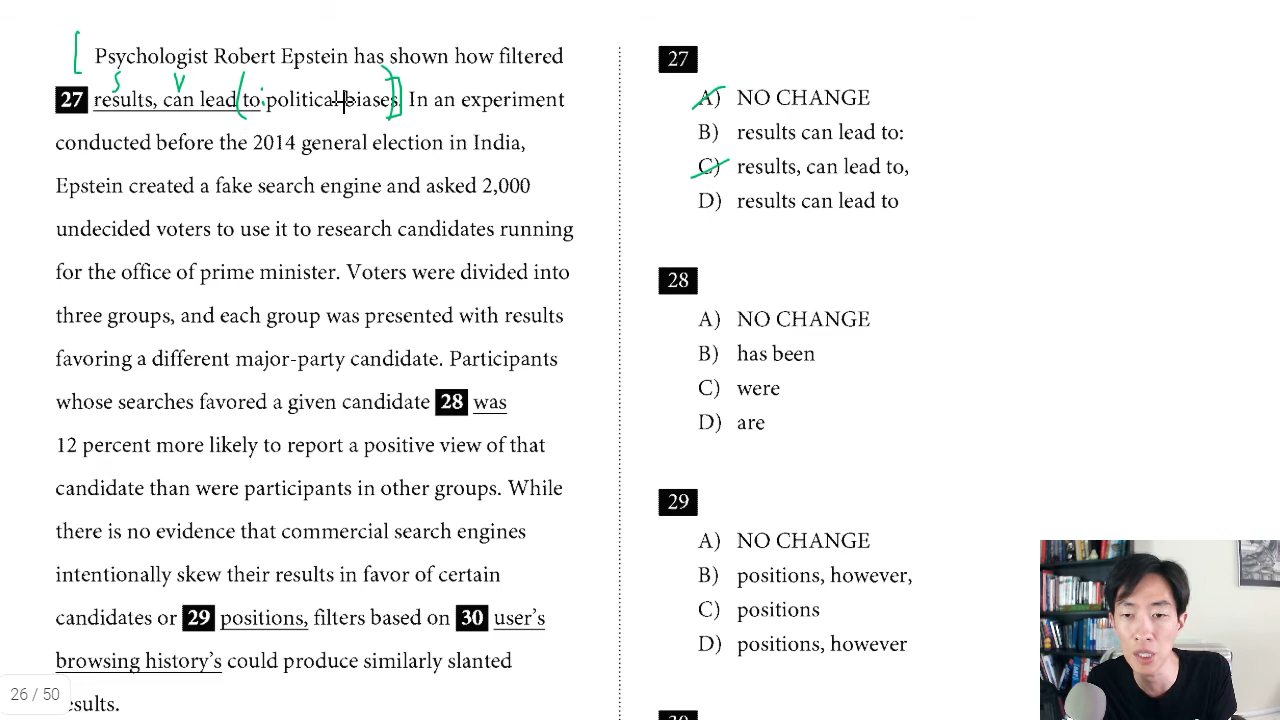 Psychologist Robert Epstein has shown how filtered
27 results, can lead to political biases. In an experiment
conducted before the 2014 general election in India,
Epstein created a fake search engine and asked 2,000
undecided voters to use it to research candidates running
for the office of prime minister. Voters were divided into
three groups, and each group was presented with results
favoring a different major-party candidate. Participants
whose searches favored a given candidate 28 was
12 percent more likely to report a positive view of that
candidate than were participants in other groups. While
there is no evidence that commercial search engines
intentionally skew their results in favor of certain
candidates or 29 positions, filters based on 30 user's
browsing history's could produce similarly slanted
results.
S V
26 / 50
27
A) NO CHANGE
B) results can lead to:
C) results, can lead to,
D) results can lead to
28
A) NO CHANGE
B) has been
C) were
D) are
29
A) NO CHANGE
B) positions, however,
C) positions
D) positions, however
30